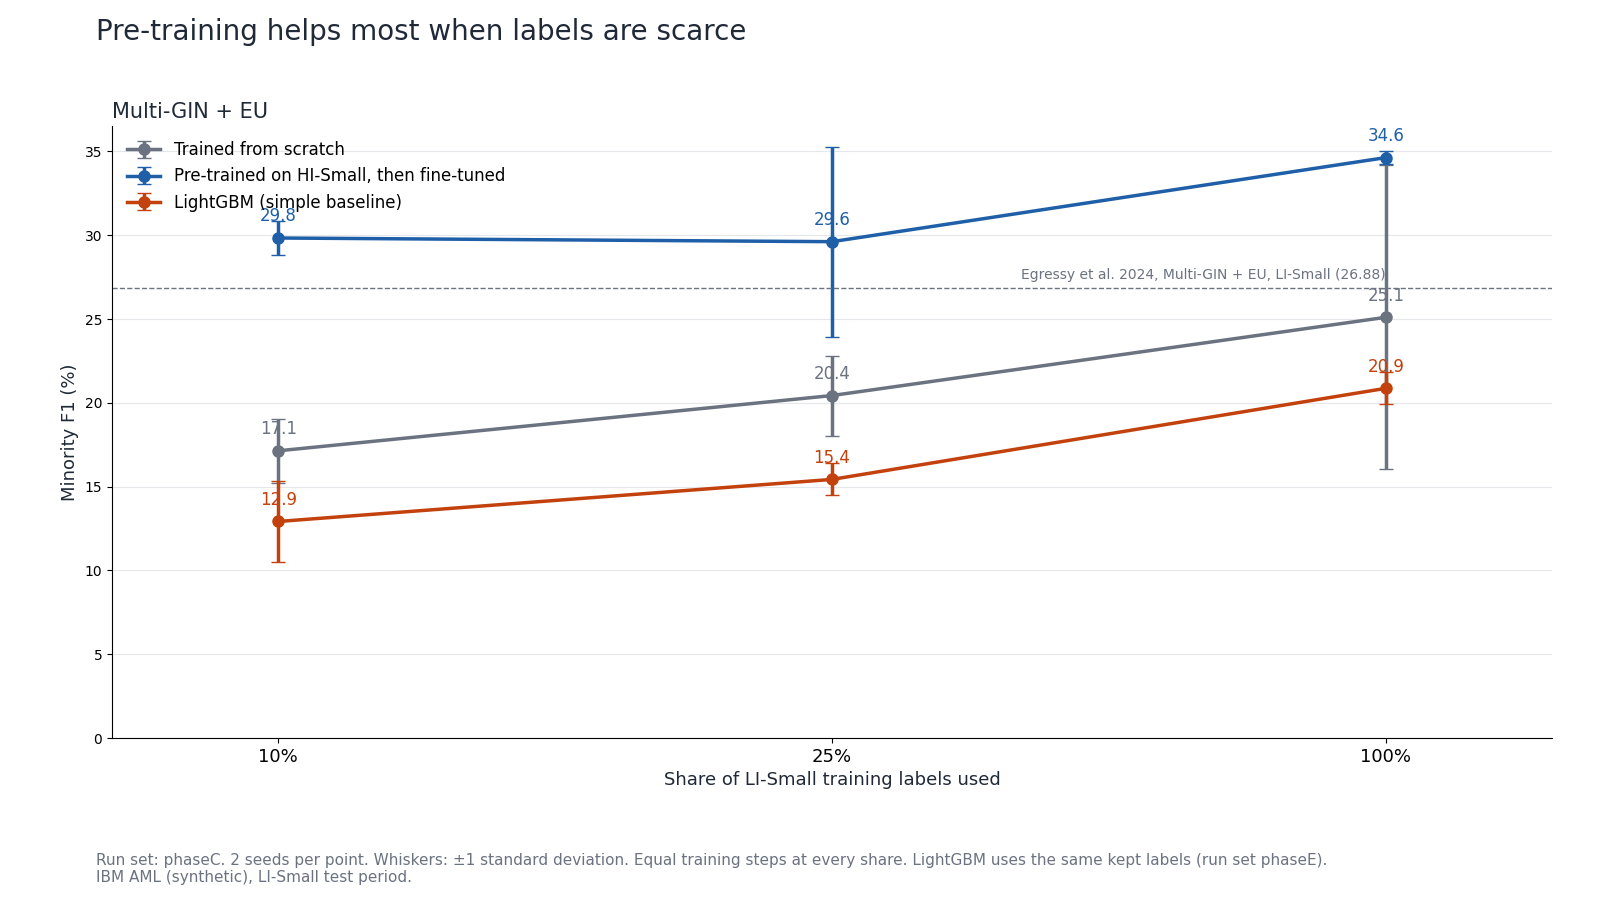 Pre-training helps most when labels are scarce
Multi-GIN + EU
Trained from scratch
Pre-trained on HI-Small, then fine-tuned
LightGBM (simple baseline)
35
30
25
20
15
10
5
0
Minority F1 (%)
29.8
29.6
34.6
Egressy et al. 2024, Multi-GIN + EU, LI-Small (26.88)
17.1
20.4
25.1
12.9
15.4
20.9
10%
25%
100%
Share of LI-Small training labels used
Run set: phaseC. 2 seeds per point. Whiskers: ±1 standard deviation. Equal training steps at every share. LightGBM uses the same kept labels (run set phaseE).
IBM AML (synthetic), LI-Small test period.